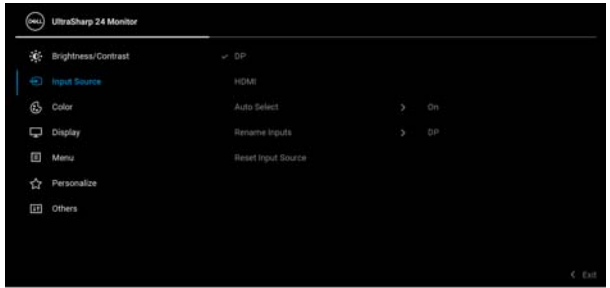 DELL UltraSharp 24 Monitor
Brightness/Contrast DP
Input Source HDMI
Color Auto Select On
Display Rename Inputs DP
Menu Reset Input Source
Personalize
Others
Exit